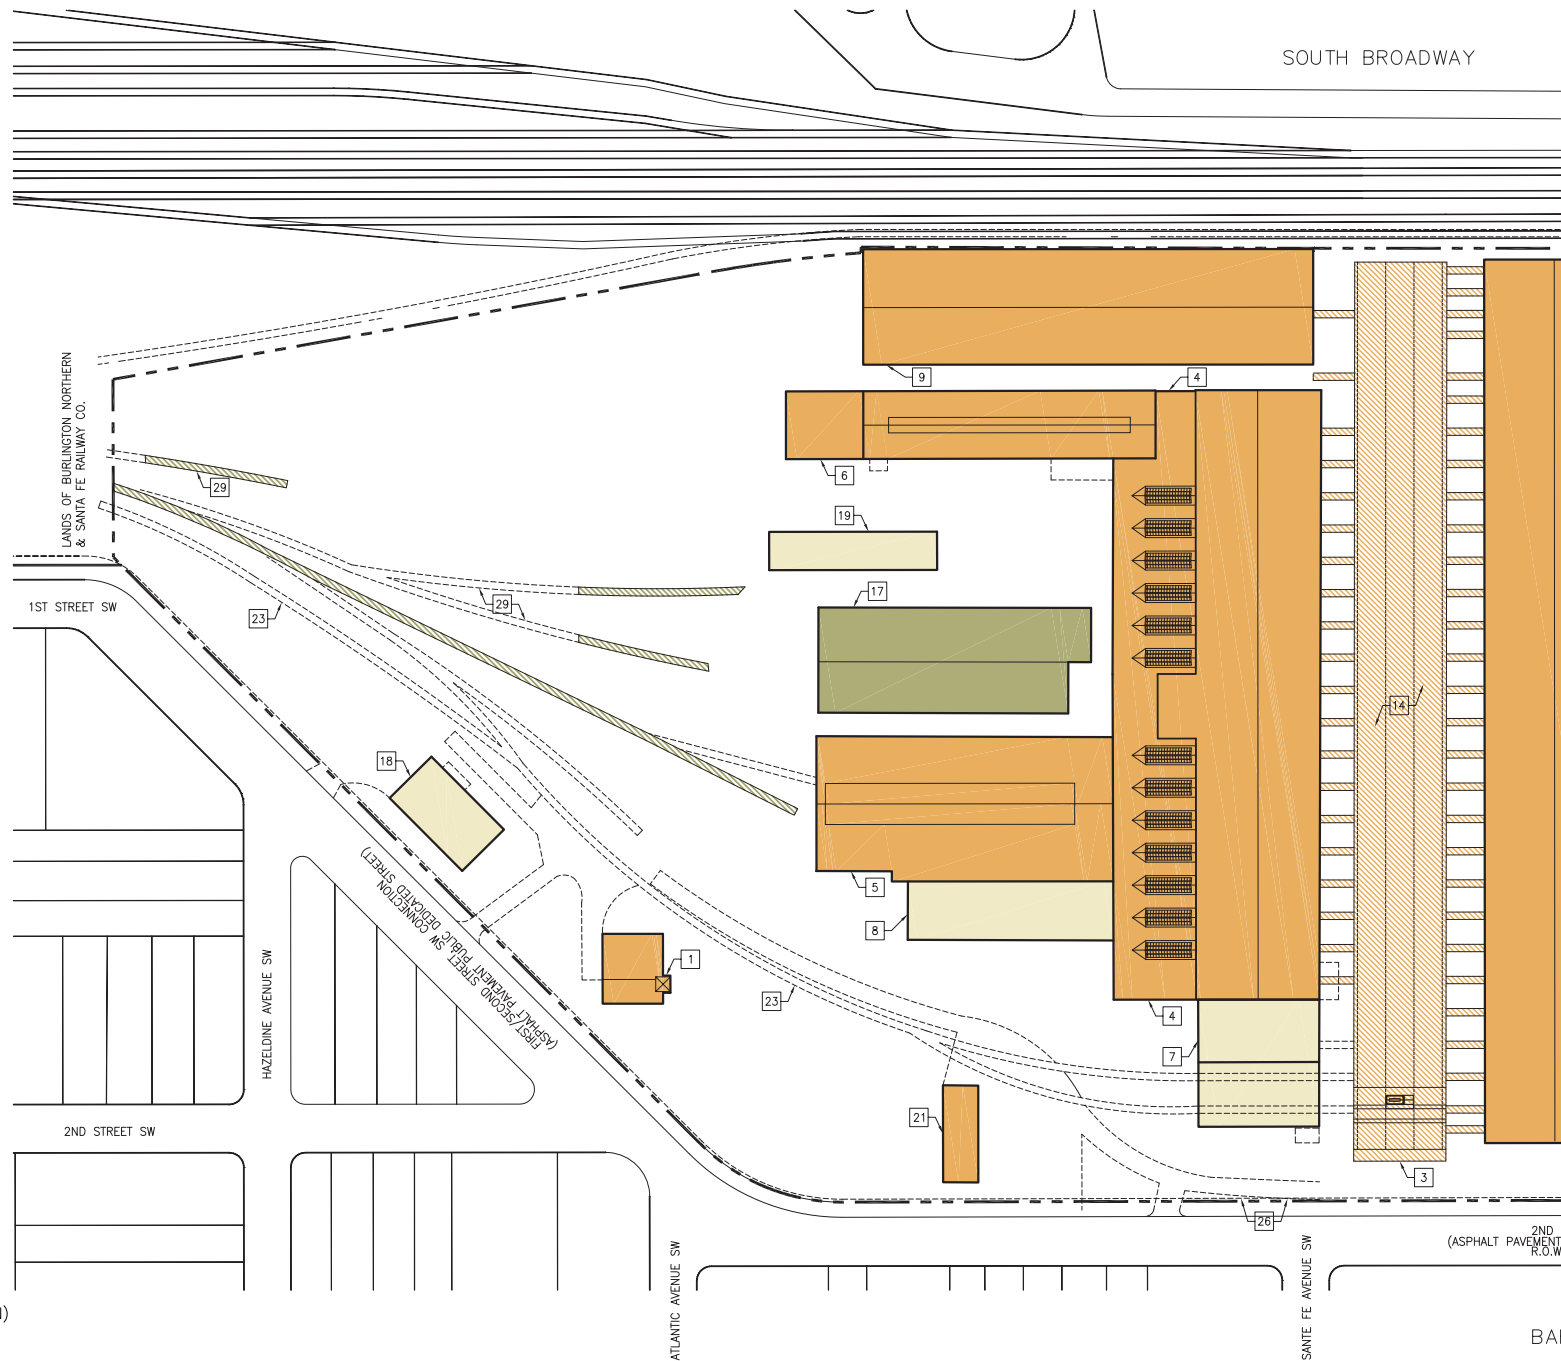 SOUTH BROADWAY
LANDS OF BURLINGTON NORTHERN
& SANTA FE RAILWAY CO.
9
4
6
29
19
17
29
1ST STREET SW
23
14
18
5
8
FIRST/SECOND STREET SW CONNECTION
(ASPHALT PAVEMENT PUBLIC DEDICATED STREET)
HAZELDINE AVENUE SW
1
23
4
7
21
2ND STREET SW
3
26
2ND
(ASPHALT PAVEMENT
R.O.W
ATLANTIC AVENUE SW
SANTE FE AVENUE SW
BA